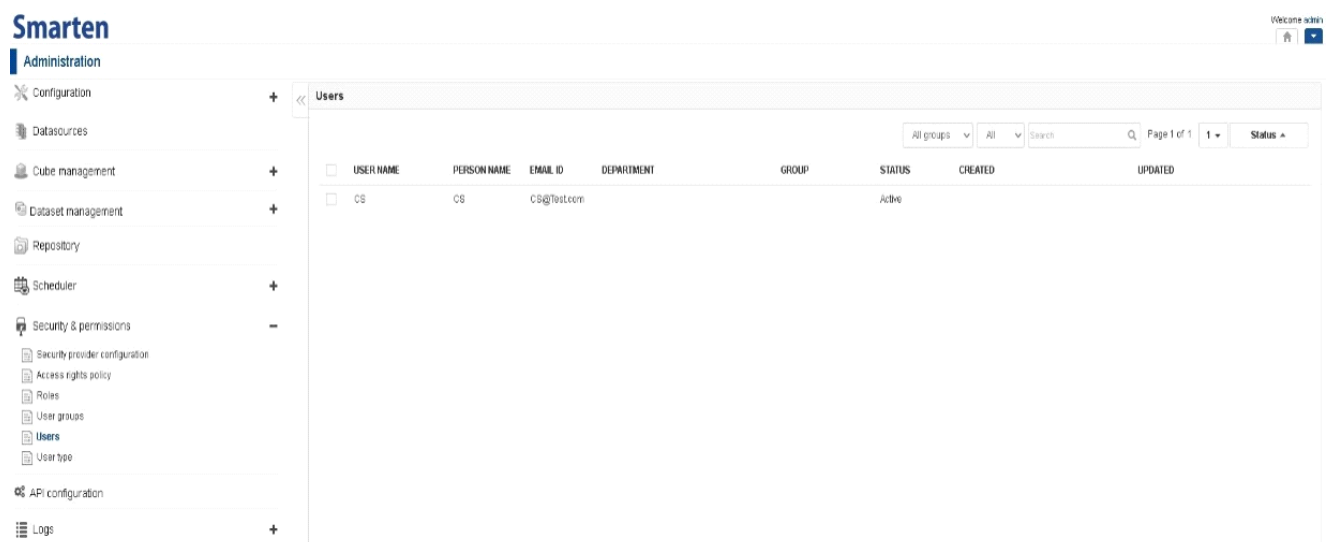 Smarten
Welcome admin
Administration
Configuration
Datasources
Cube management
Dataset management
Repository
Scheduler
Security & permissions
Security provider configuration
Access rights policy
Roles
User groups
Users
User type
API configuration
Logs
Users
All groups All Search Page 1 of 1 1 Status
USER NAME PERSON NAME EMAIL ID DEPARTMENT GROUP STATUS CREATED UPDATED
CS CS CS@Test.com Active